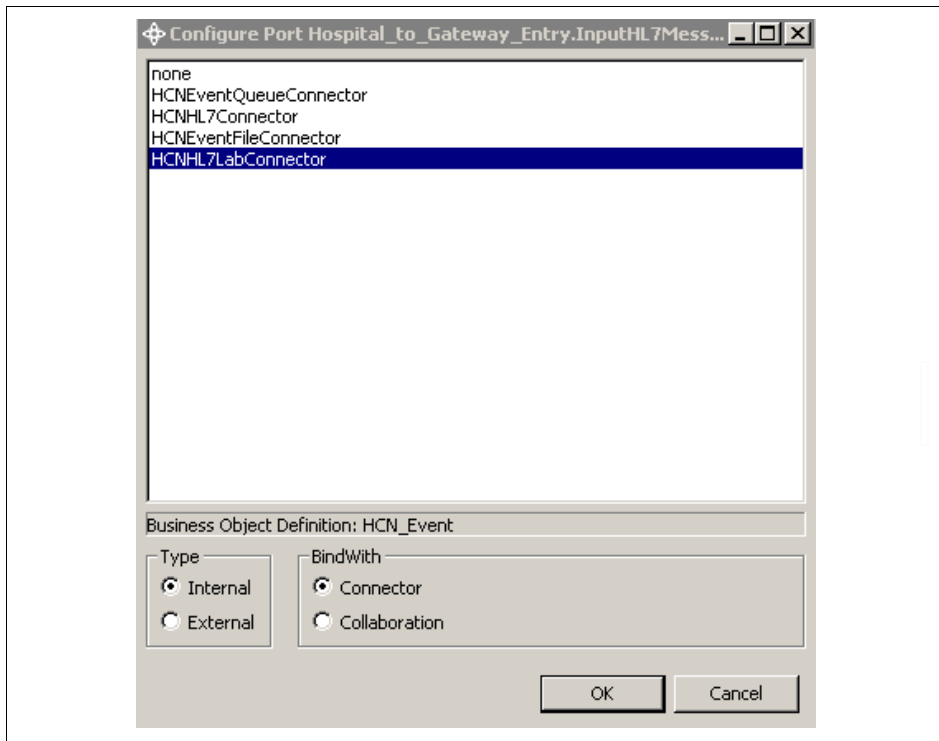 Configure Port Hospital_to_Gateway_Entry.InputHL7Mess...
none
HCNEventQueueConnector
HCNHL7Connector
HCNEventFileConnector
HCNHL7LabConnector
Business Object Definition: HCN_Event
Type
BindWith
Internal
Connector
External
Collaboration
OK
Cancel